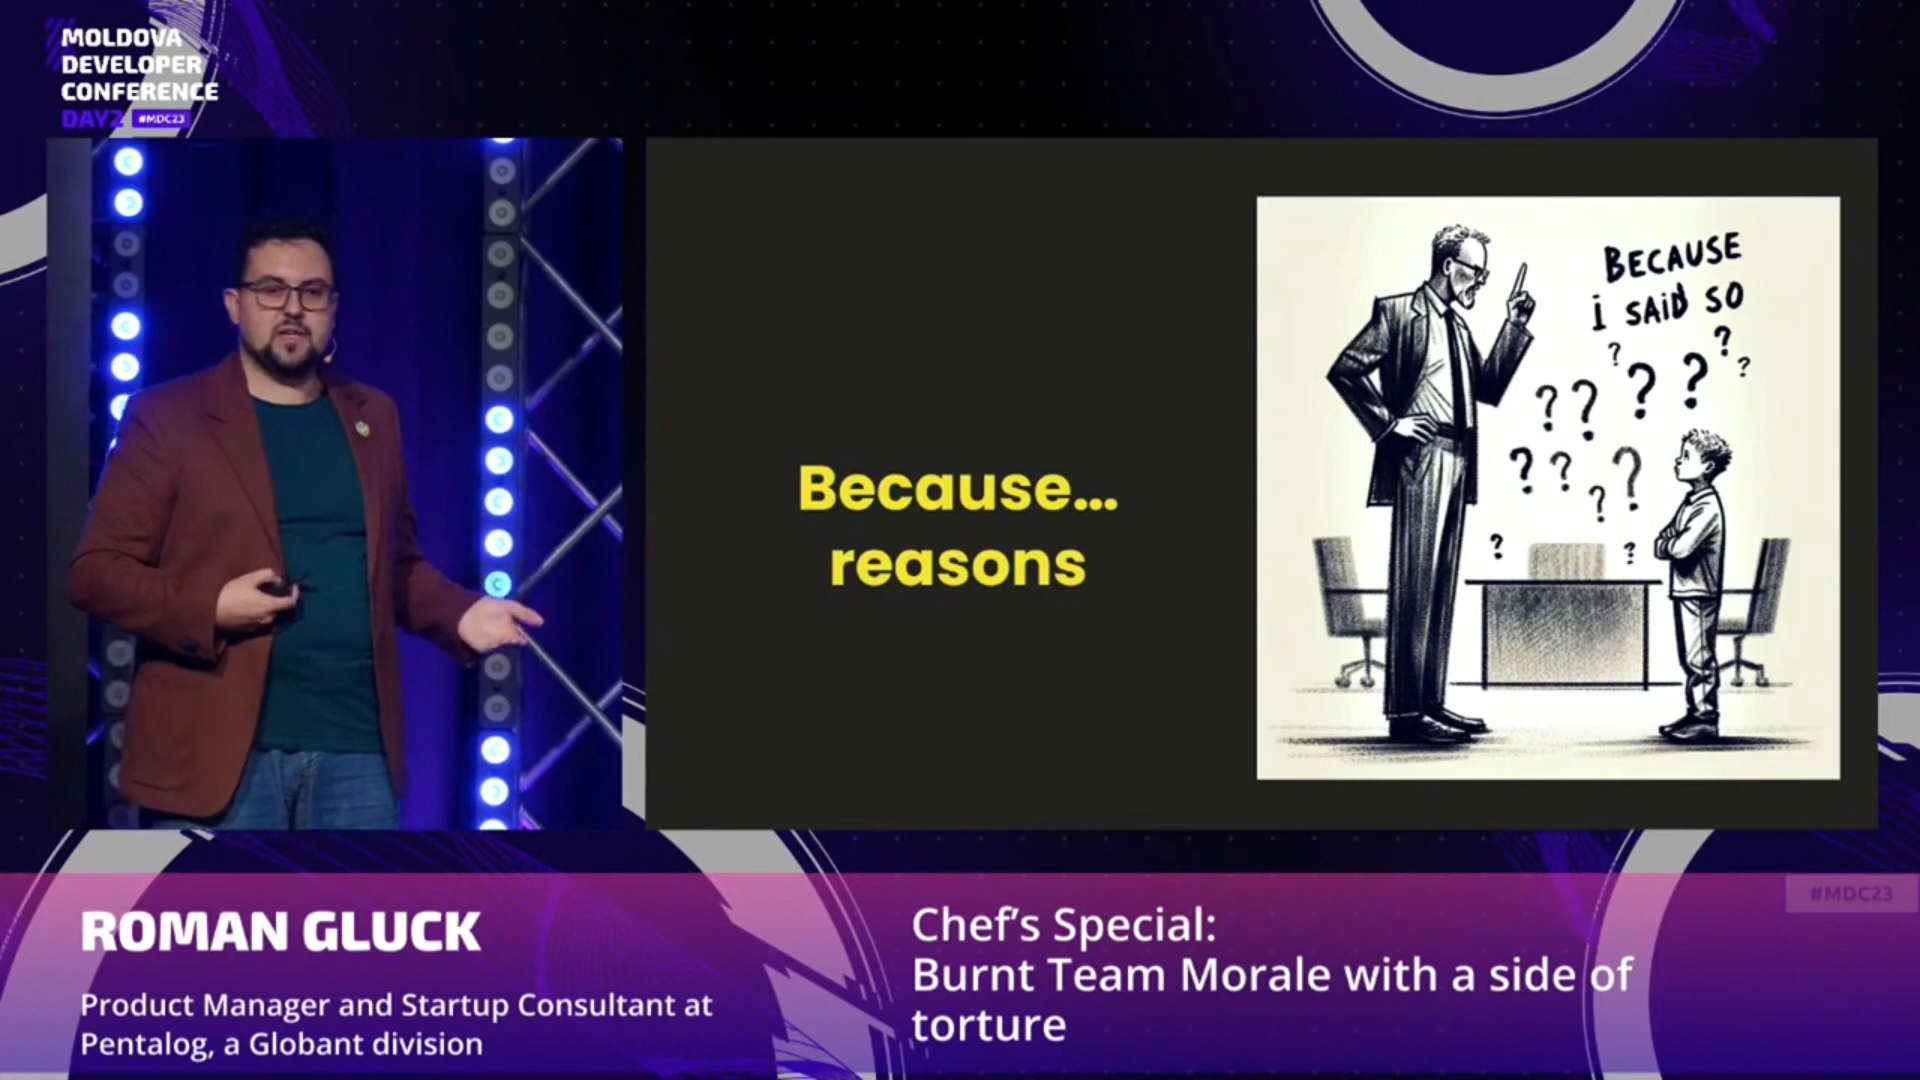 MOLDOVA
DEVELOPER
CONFERENCE
DAY2 #MDC23
BECAUSE
i SAiD SO
? ? ?
? ? ? ?
? ? ? ?
? ?
Because...
reasons
#MDC23
ROMAN GLUCK
Product Manager and Startup Consultant at
Pentalog, a Globant division
Chef's Special:
Burnt Team Morale with a side of
torture